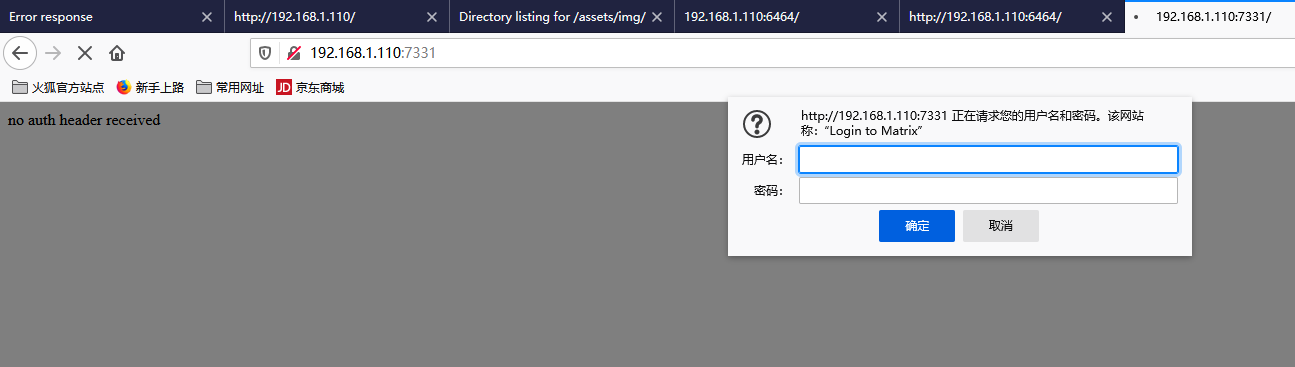 Error response
http://192.168.1.110/
Directory listing for /assets/img/
192.168.1.110:6464/
http://192.168.1.110:6464/
192.168.1.110:7331/
192.168.1.110:7331
火狐官方站点
新手上路
常用网址
JD 京东商城
no auth header received
http://192.168.1.110:7331 正在请求您的用户名和密码。该网站
称：“Login to Matrix”
用户名：
密码：
确定
取消